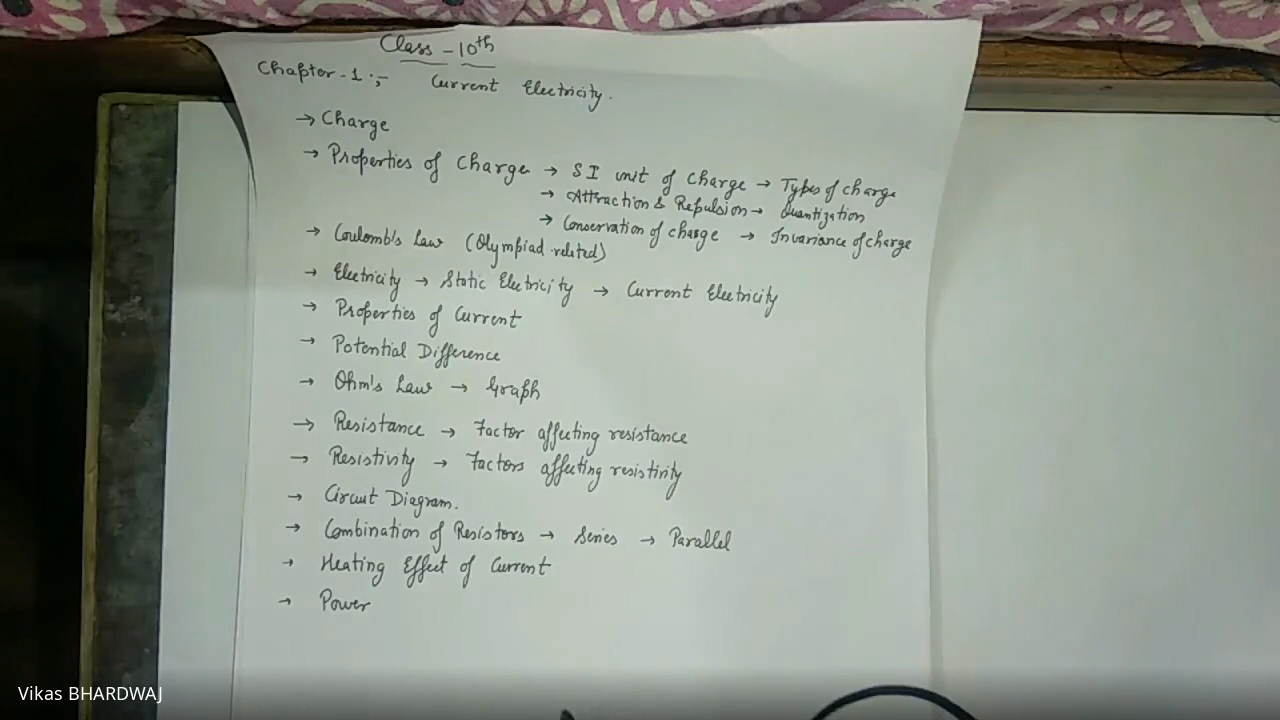 Class - 10th
Chapter-1 :- Current Electricity.
→ Charge
→ Properties of Charge → SI unit of Charge → Types of charge
→ Attraction & Repulsion → Quantization
→ Conservation of charge → Invariance of charge
→ Coulomb's Law (Olympiad related)
→ Electricity → Static Electricity → Current Electricity
→ Properties of Current
→ Potential Difference
→ Ohm's Law → Graph
→ Resistance → Factor affecting resistance
→ Resistivity → Factors affecting resistivity
→ Circuit Diagram.
→ Combination of Resistors → Series → Parallel
→ Heating Effect of Current
→ Power
Vikas BHARDWAJ